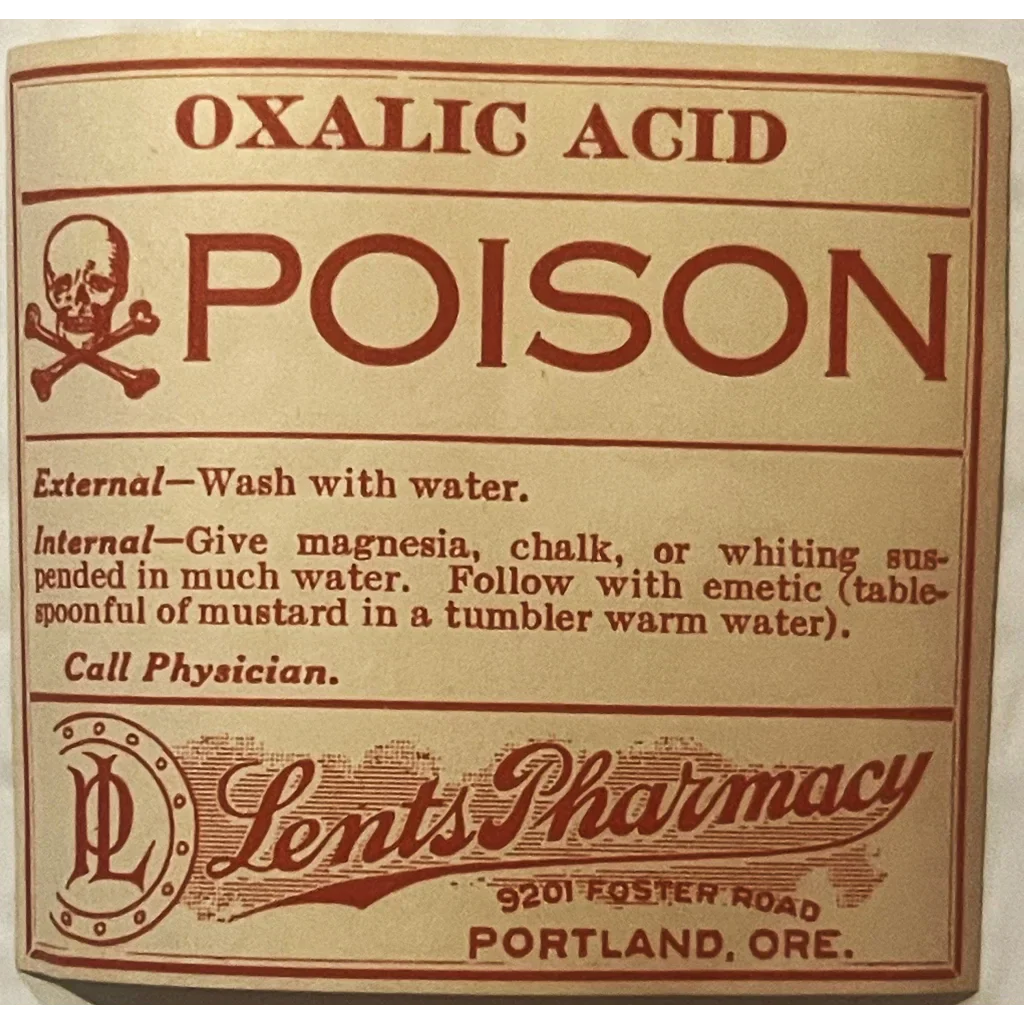 OXALIC ACID
POISON
External—Wash with water.
Internal—Give magnesia, chalk, or whiting sus-
pended in much water. Follow with emetic (table-
spoonful of mustard in a tumbler warm water).
Call Physician.
PL
Lents Pharmacy
9201 FOSTER ROAD
PORTLAND, ORE.